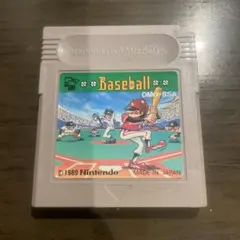 Baseball
DMG-BSA
© 1989 Nintendo
MADE IN JAPAN